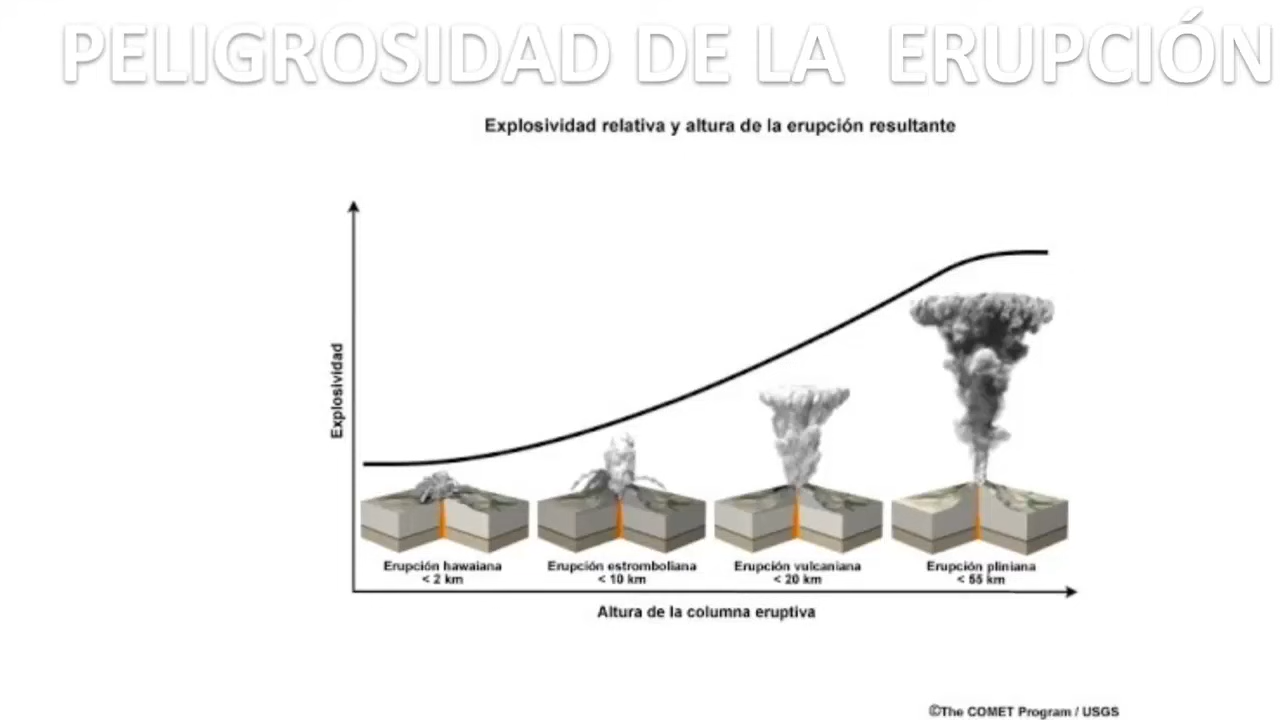 PELIGROSIDAD DE LA ERUPCIÓN
Explosividad relativa y altura de la erupción resultante
Explosividad
Erupción hawaiana
< 2 km
Erupción estromboliana
< 10 km
Erupción vulcaniana
< 20 km
Erupción pliniana
< 55 km
Altura de la columna eruptiva
©The COMET Program / USGS